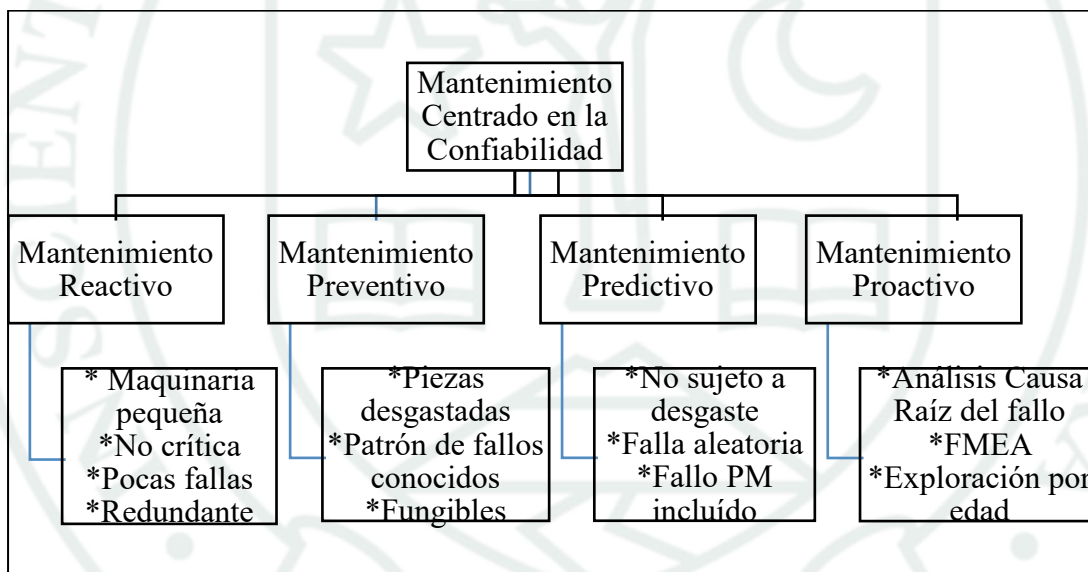 Mantenimiento
Centrado en la
Confiabilidad
Mantenimiento
Reactivo
Mantenimiento
Preventivo
Mantenimiento
Predictivo
Mantenimiento
Proactivo
* Maquinaria
pequeña
*No crítica
*Pocas fallas
*Redundante
*Piezas
desgastadas
*Patrón de fallos
conocidos
*Fungibles
*No sujeto a
desgaste
*Falla aleatoria
*Fallo PM
incluído
*Análisis Causa
Raíz del fallo
*FMEA
*Exploración por
edad
SCIENT